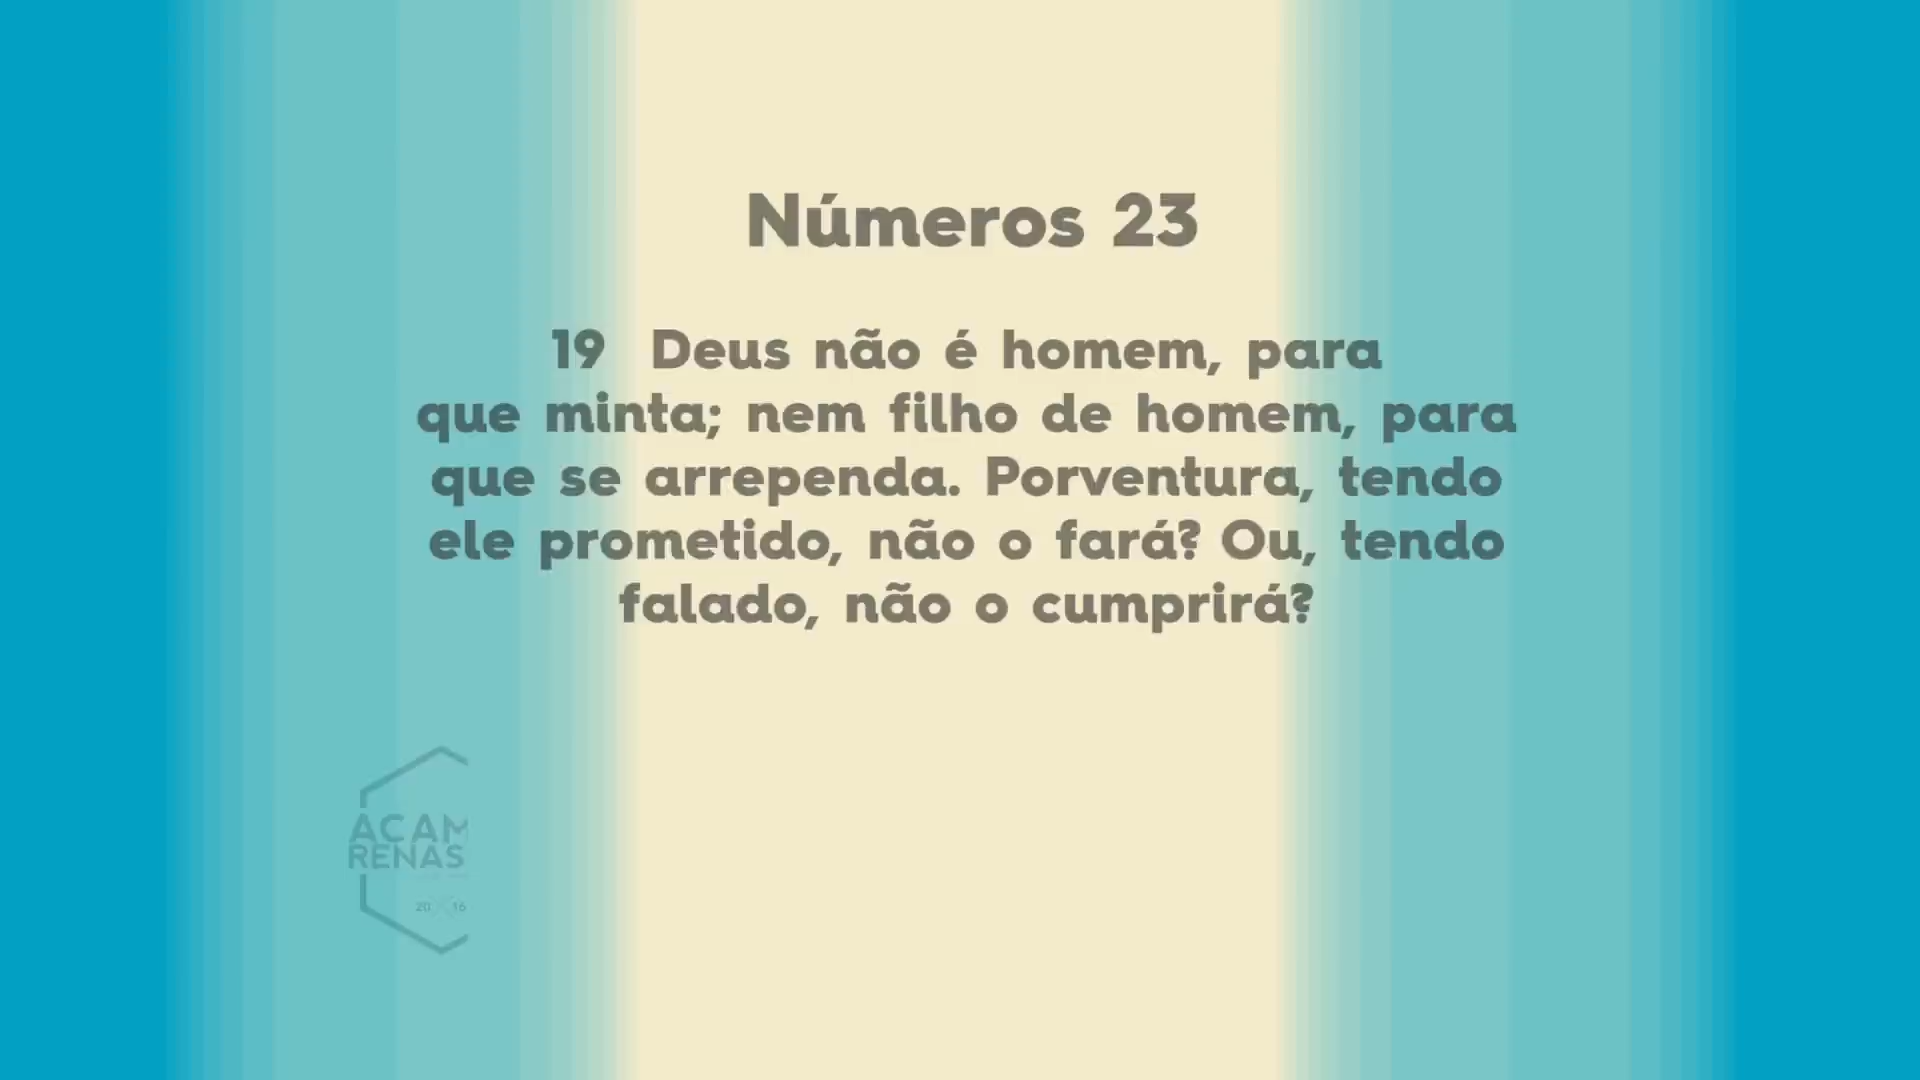 Números 23
19 Deus não é homem, para
que minta; nem filho de homem, para
que se arrependa. Porventura, tendo
ele prometido, não o fará? Ou, tendo
falado, não o cumprirá?
ACAM
RENAS
20 16